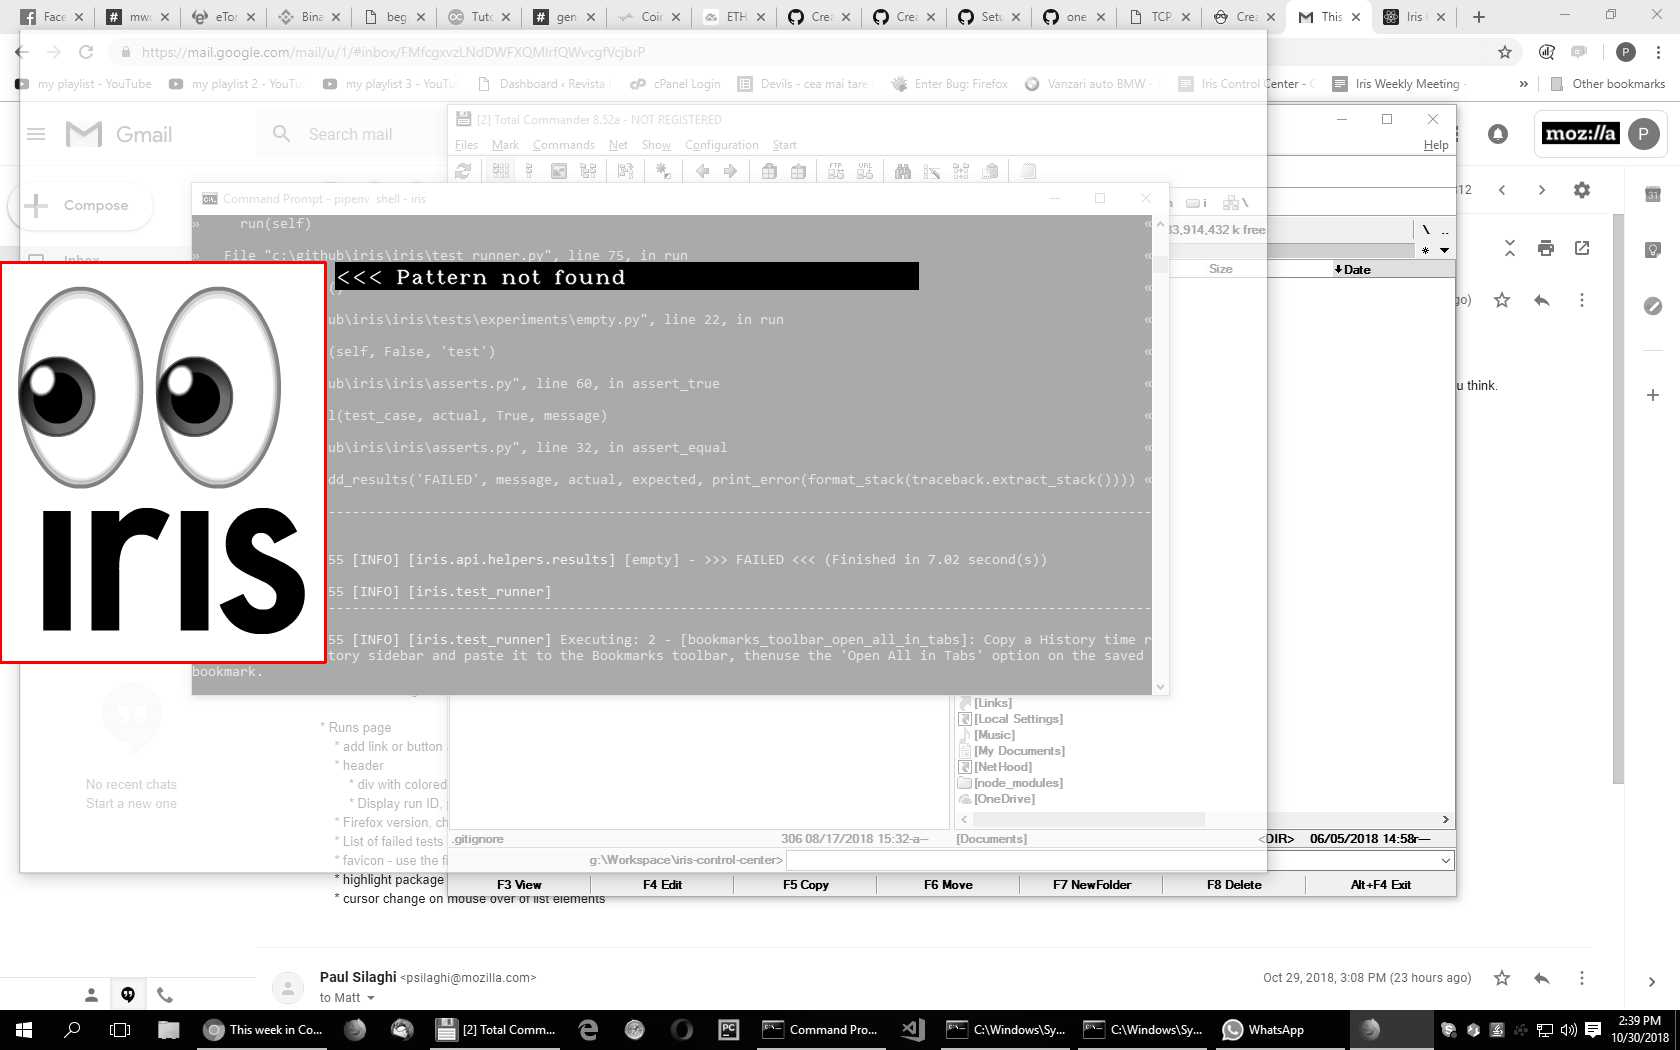 Face
mwc
eTor
Bina
beg
Tuto
gen
Coin
ETH
Crea
Crea
Setu
one
TCP
Crea
This
Iris
https://mail.google.com/mail/u/1/#inbox/FMfcgxvzLNdDWFXQMlrfQWvcgfVcjbrP
P
my playlist - YouTube
my playlist 2 - YouTu
my playlist 3 - YouTu
Dashboard ‹ Revista
cPanel Login
Devils - cea mai tare
Enter Bug: Firefox
Vanzari auto BMW -
Iris Control Center - G
Iris Weekly Meeting -
»
Other bookmarks
Gmail
Search mail
moz://a
P
[2] Total Commander 8.52a - NOT REGISTERED
Files Mark Commands Net Show Configuration Start
Help
Compose
Inbox
12
Command Prompt - pipenv shell - iris
33,914,432 k free
\ ..
* 
Size
Date
» run(self) «
» File "c:\github\iris\iris\test_runner.py", line 75, in run
<<< Pattern not found
ub\iris\iris\tests\experiments\empty.py", line 22, in run «
(self, False, 'test') «
ub\iris\iris\asserts.py", line 60, in assert_true «
l(test_case, actual, True, message) «
ub\iris\iris\asserts.py", line 32, in assert_equal «
dd_results('FAILED', message, actual, expected, print_error(format_stack(traceback.extract_stack()))) «
55 [INFO] [iris.api.helpers.results] [empty] - >>> FAILED <<< (Finished in 7.02 second(s))
55 [INFO] [iris.test_runner]
55 [INFO] [iris.test_runner] Executing: 2 - [bookmarks_toolbar_open_all_in_tabs]: Copy a History time r
tory sidebar and paste it to the Bookmarks toolbar, thenuse the 'Open All in Tabs' option on the saved
bookmark.
iris
go)
u think.
No recent chats
Start a new one
* Runs page
* add link or button
* header
* div with colored
* Display run ID,
* Firefox version, ch
* List of failed tests
* favicon - use the fi
* highlight package
* cursor change on mouse over of list elements
[Links]
[Local Settings]
[Music]
[My Documents]
[NetHood]
[node_modules]
[OneDrive]
.gitignore
306 08/17/2018 15:32-a--
[Documents]
<DIR> 06/05/2018 14:58r---
g:\Workspace\iris-control-center>
F3 View
F4 Edit
F5 Copy
F6 Move
F7 NewFolder
F8 Delete
Alt+F4 Exit
Paul Silaghi <psilaghi@mozilla.com>
Oct 29, 2018, 3:08 PM (23 hours ago)
to Matt
This week in Co...
[2] Total Comm...
PC
Command Pro...
C:\Windows\Sy...
C:\Windows\Sy...
WhatsApp
2:39 PM
10/30/2018